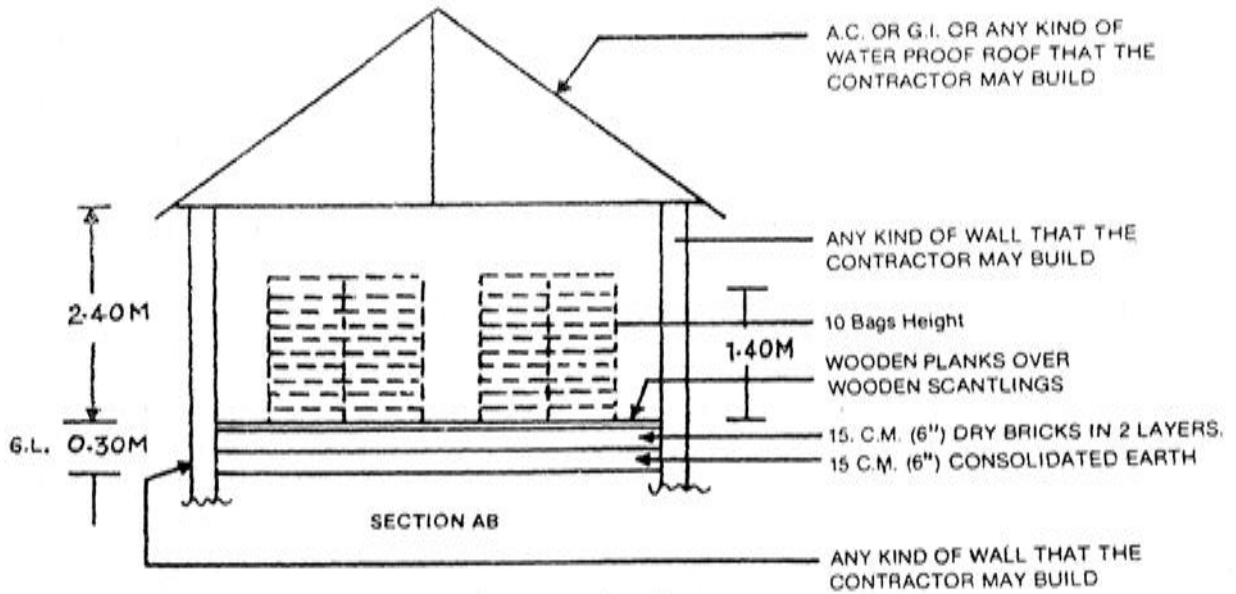 A.C. OR G.I. OR ANY KIND OF
WATER PROOF ROOF THAT THE
CONTRACTOR MAY BUILD
ANY KIND OF WALL THAT THE
CONTRACTOR MAY BUILD
2.40M
10 Bags Height
1.40M
WOODEN PLANKS OVER
WOODEN SCANTLINGS
G.L. 0.30M
15. C.M. (6") DRY BRICKS IN 2 LAYERS.
15 C.M. (6") CONSOLIDATED EARTH
SECTION AB
ANY KIND OF WALL THAT THE
CONTRACTOR MAY BUILD